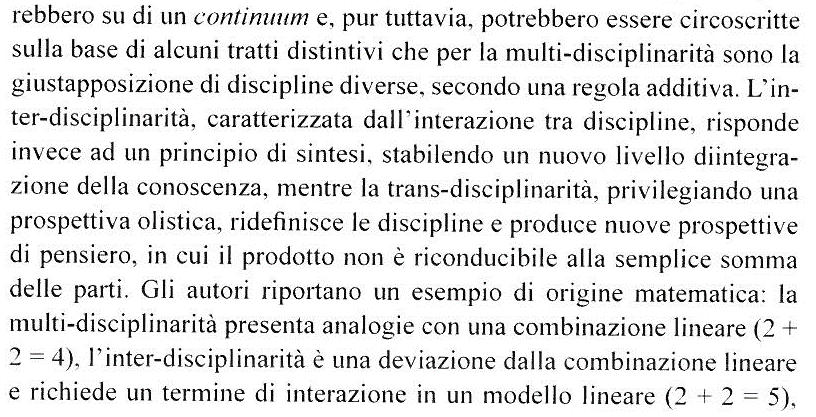 rebbero su di un continuum e, pur tuttavia, potrebbero essere circoscritte
sulla base di alcuni tratti distintivi che per la multi-disciplinarità sono la
giustapposizione di discipline diverse, secondo una regola additiva. L'in-
ter-disciplinarità, caratterizzata dall'interazione tra discipline, risponde
invece ad un principio di sintesi, stabilendo un nuovo livello diintegra-
zione della conoscenza, mentre la trans-disciplinarità, privilegiando una
prospettiva olistica, ridefinisce le discipline e produce nuove prospettive
di pensiero, in cui il prodotto non è riconducibile alla semplice somma
delle parti. Gli autori riportano un esempio di origine matematica: la
multi-disciplinarità presenta analogie con una combinazione lineare (2 +
2 = 4), l'inter-disciplinarità è una deviazione dalla combinazione lineare
e richiede un termine di interazione in un modello lineare (2 + 2 = 5),